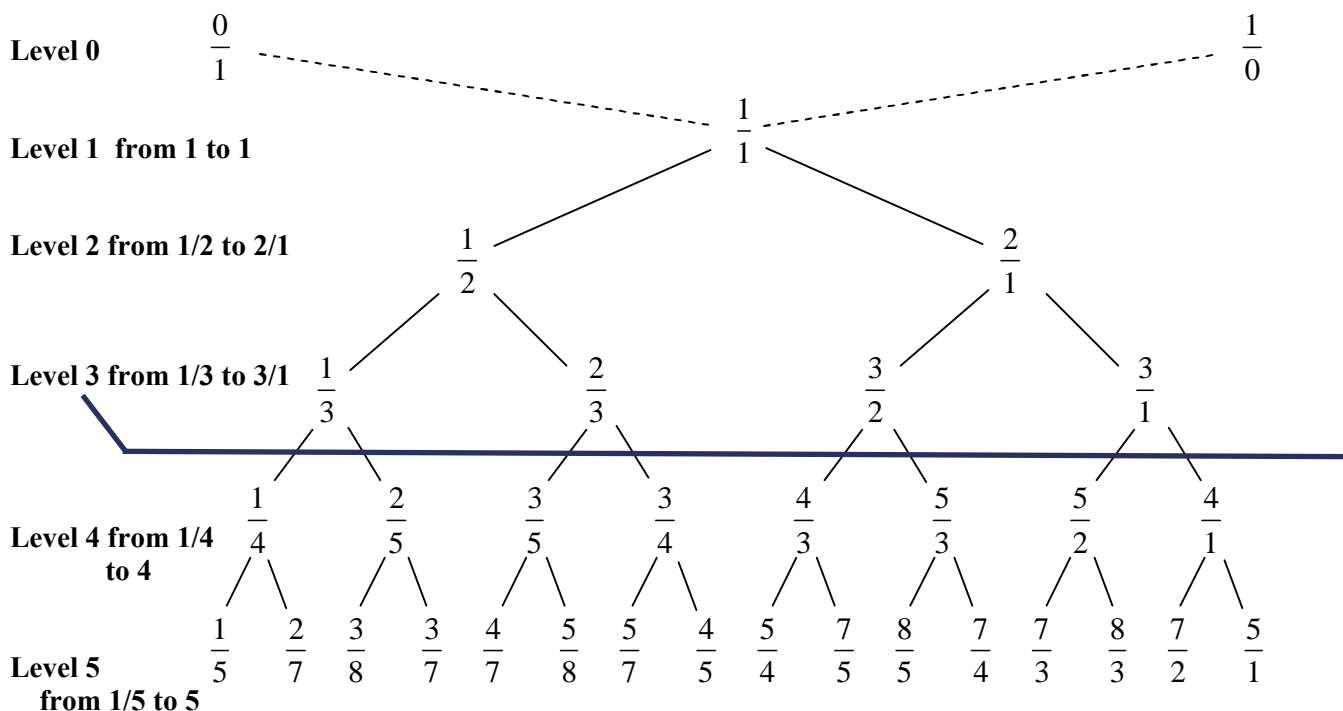 Level 0 0/1 1/0
Level 1 from 1 to 1 1/1
Level 2 from 1/2 to 2/1 1/2 2/1
Level 3 from 1/3 to 3/1 1/3 2/3 3/2 3/1
Level 4 from 1/4 1/4 2/5 3/5 3/4 4/3 5/3 5/2 4/1
to 4
Level 5 1/5 2/7 3/8 3/7 4/7 5/8 5/7 4/5 5/4 7/5 8/5 7/4 7/3 8/3 7/2 5/1
from 1/5 to 5